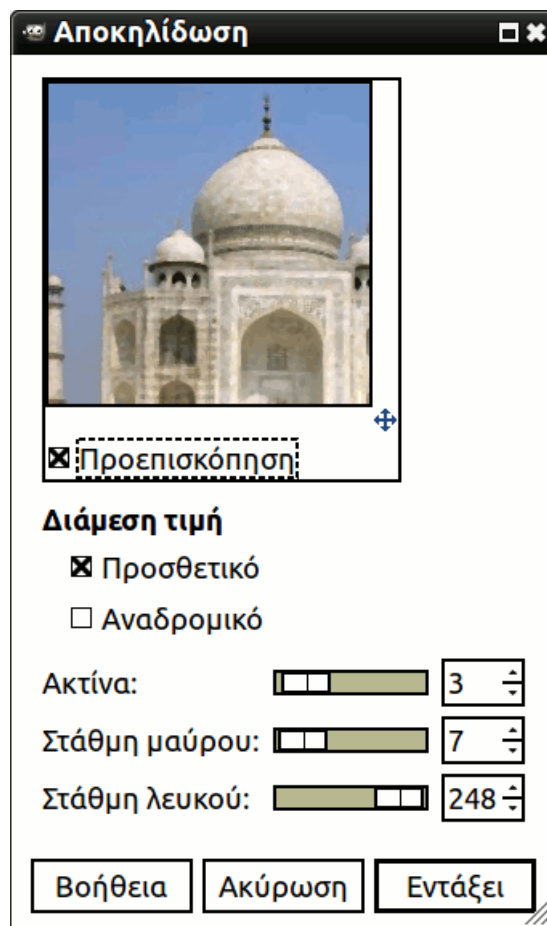 Αποκηλίδωση
Προεπισκόπηση
Διάμεση τιμή
Προσθετικό
Αναδρομικό
Ακτίνα: 3
Στάθμη μαύρου: 7
Στάθμη λευκού: 248
Βοήθεια Ακύρωση Εντάξει